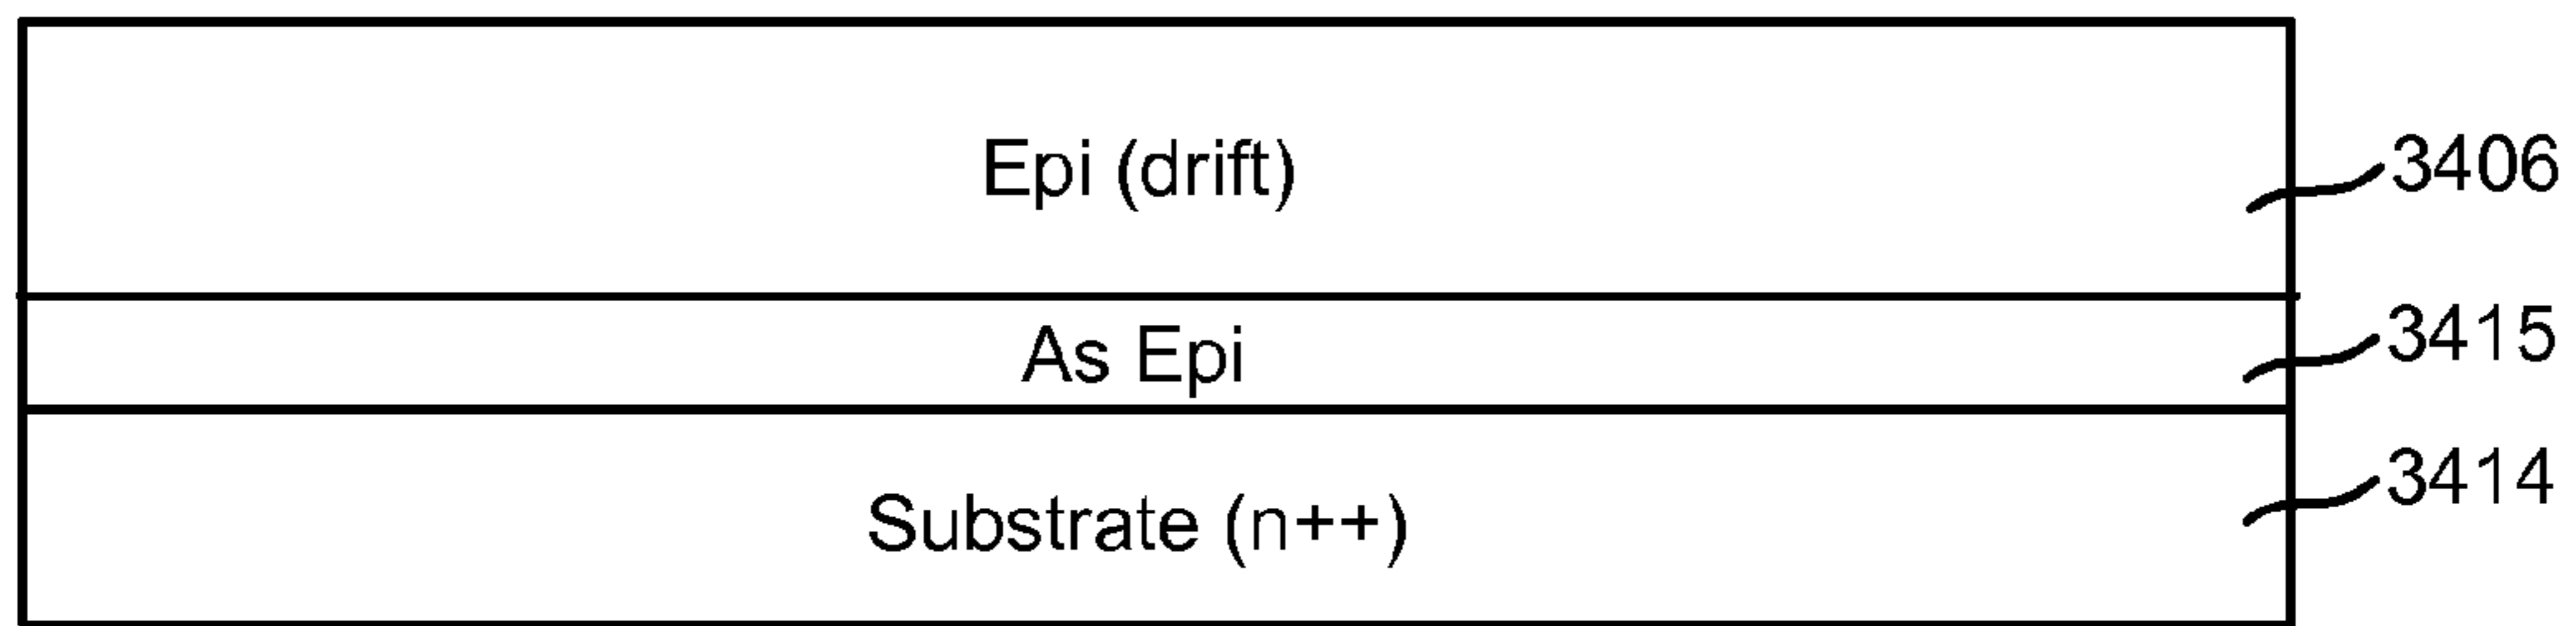 Epi (drift)
3406
As Epi
3415
Substrate (n++)
3414